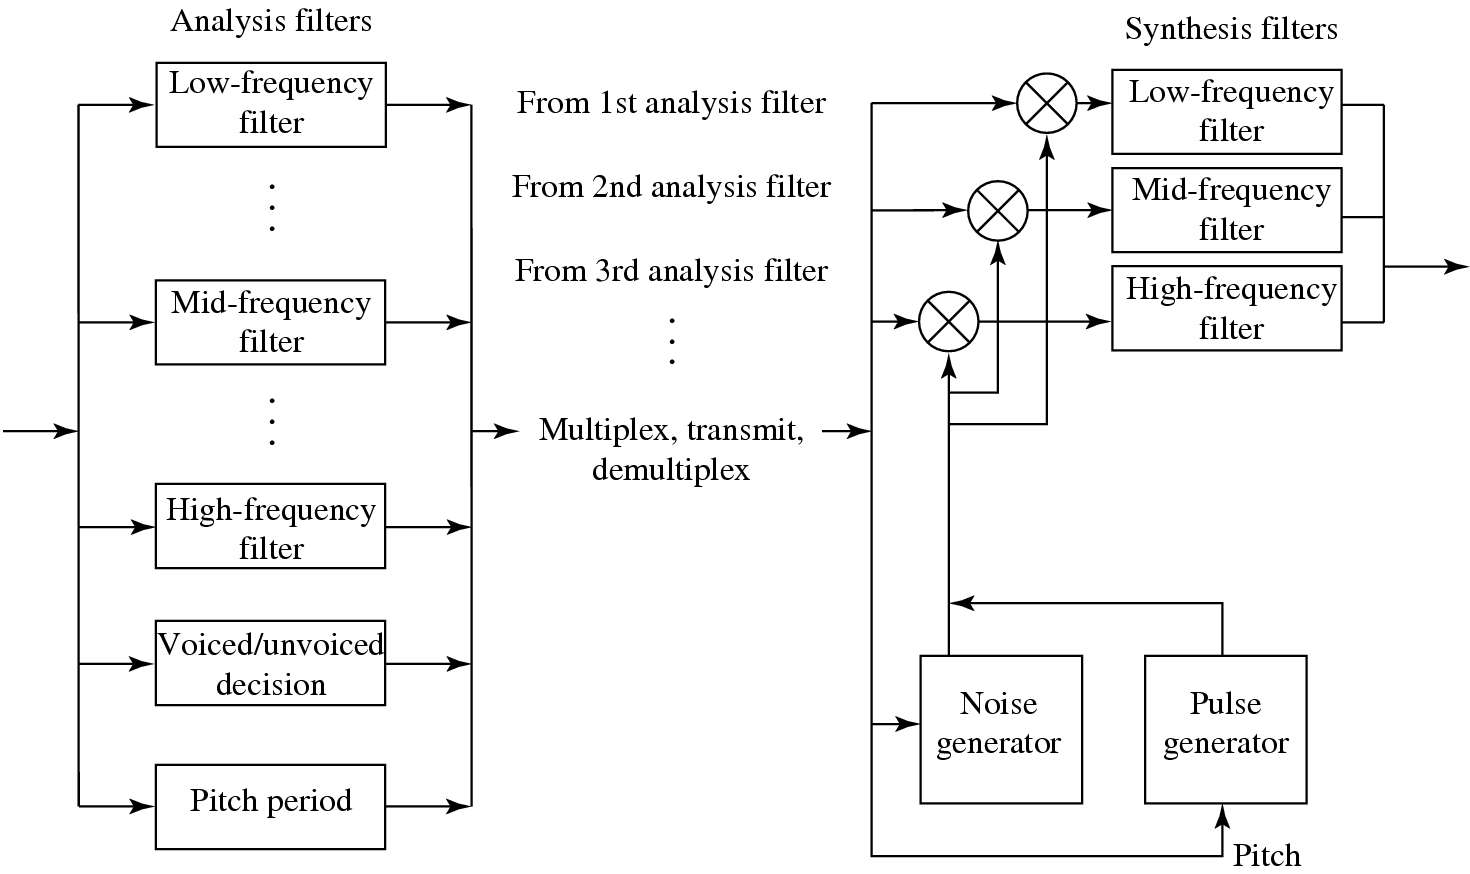 Analysis filters
Low-frequency
filter
Mid-frequency
filter
High-frequency
filter
Voiced/unvoiced
decision
Pitch period
From 1st analysis filter
From 2nd analysis filter
From 3rd analysis filter
Multiplex, transmit,
demultiplex
Synthesis filters
Low-frequency
filter
Mid-frequency
filter
High-frequency
filter
Noise
generator
Pulse
generator
Pitch